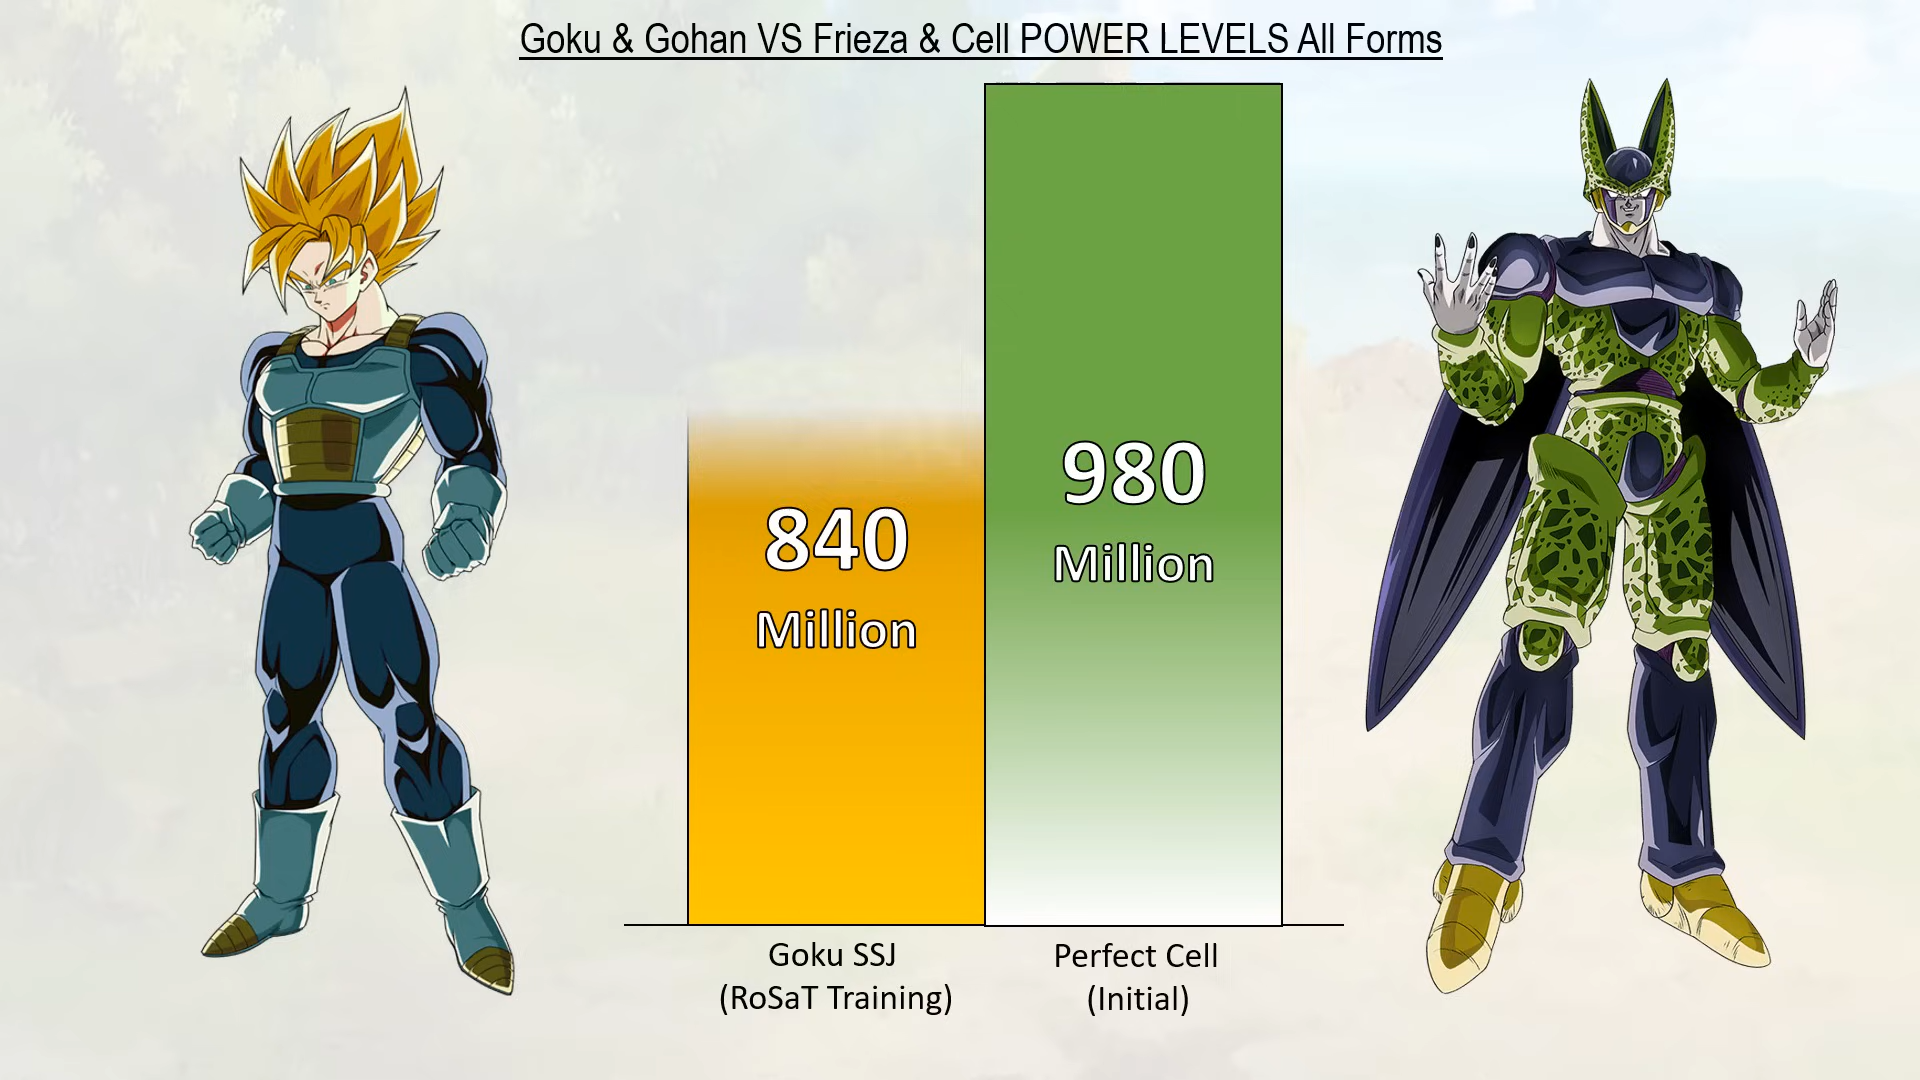 Goku & Gohan VS Frieza & Cell POWER LEVELS All Forms
840
Million
980
Million
Goku SSJ
(RoSaT Training)
Perfect Cell
(Initial)